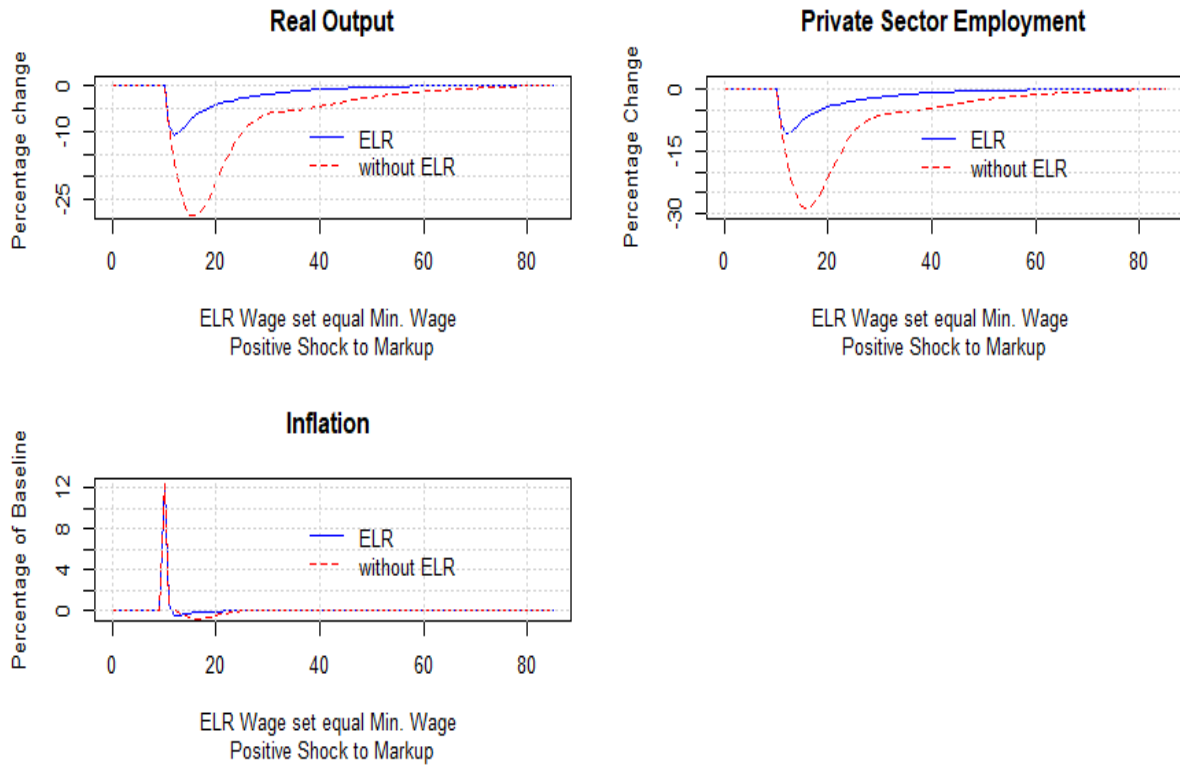 Real Output
Percentage change
0
-10
-25
ELR
without ELR
0 20 40 60 80
ELR Wage set equal Min. Wage
Positive Shock to Markup
Private Sector Employment
Percentage Change
0
-15
-30
ELR
without ELR
0 20 40 60 80
ELR Wage set equal Min. Wage
Positive Shock to Markup
Inflation
Percentage of Baseline
12
8
4
0
ELR
without ELR
0 20 40 60 80
ELR Wage set equal Min. Wage
Positive Shock to Markup